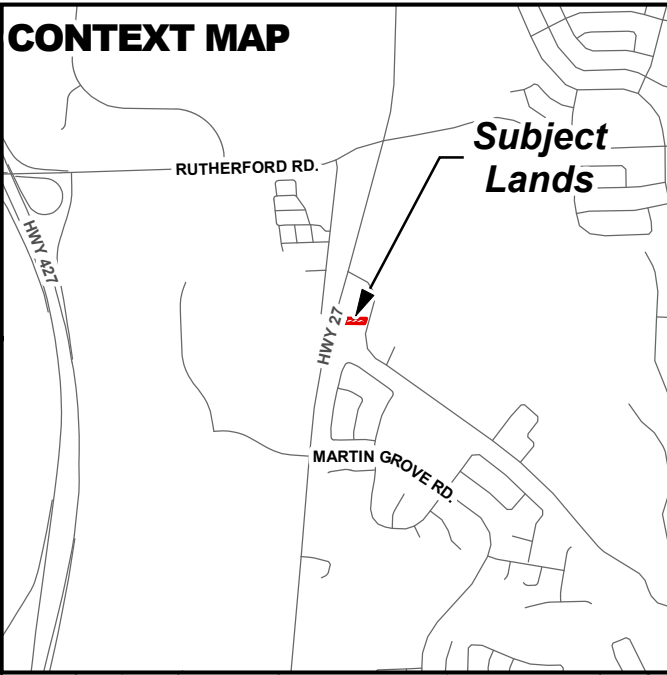 CONTEXT MAP
Subject
Lands
RUTHERFORD RD.
HWY 427
HWY 27
MARTIN GROVE RD.